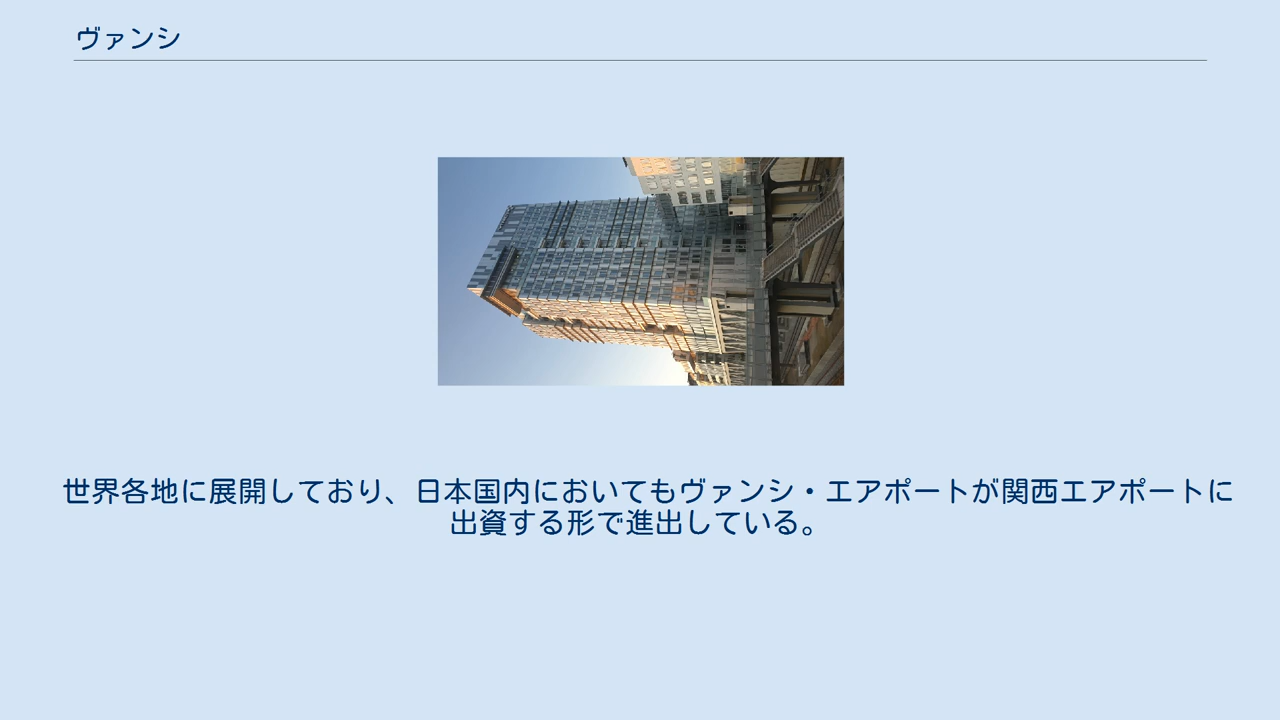 ヴァンシ
世界各地に展開しており、日本国内においてもヴァンシ・エアポートが関西エアポートに
出資する形で進出している。